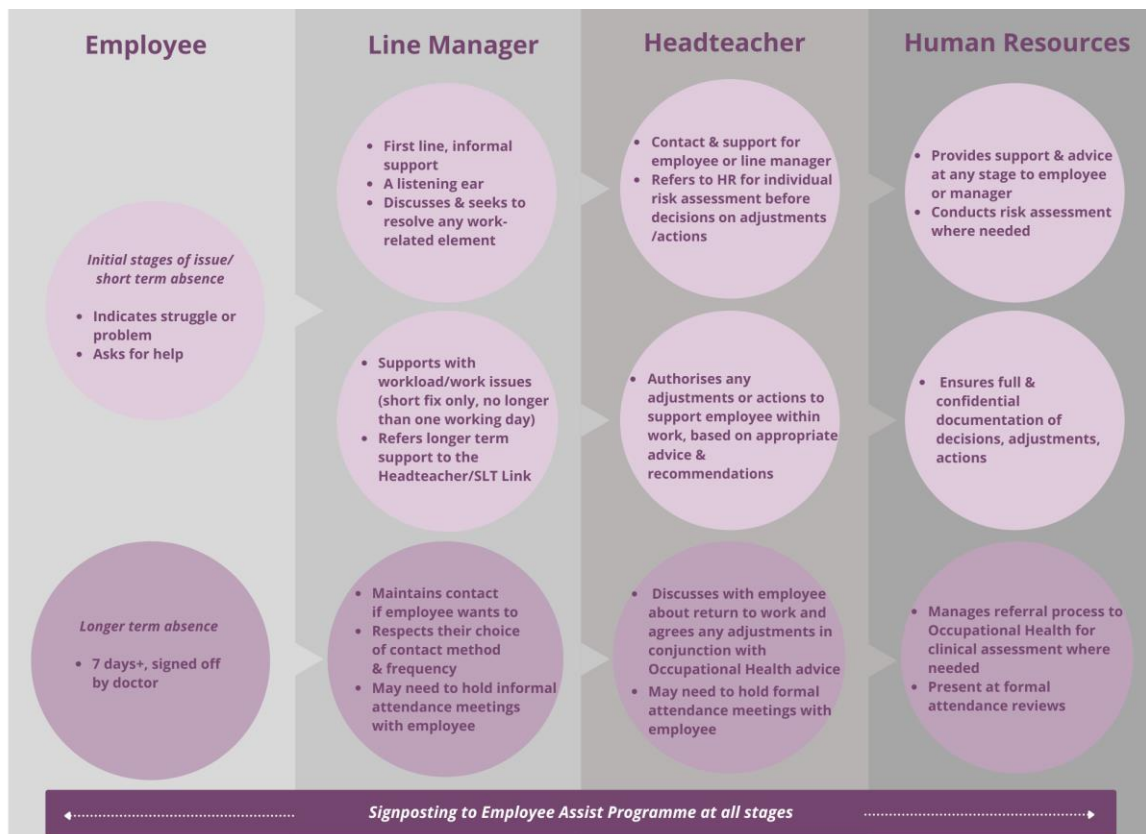 Employee
Line Manager
Headteacher
Human Resources
Initial stages of issue/
short term absence
• Indicates struggle or
problem
• Asks for help
• First line, informal
support
• A listening ear
• Discusses & seeks to
resolve any work-
related element
• Contact & support for
employee or line manager
• Refers to HR for individual
risk assessment before
decisions on adjustments
/actions
• Provides support & advice
at any stage to employee
or manager
• Conducts risk assessment
where needed
• Supports with
workload/work issues
(short fix only, no longer
than one working day)
• Refers longer term
support to the
Headteacher/SLT Link
• Authorises any
adjustments or actions to
support employee within
work, based on appropriate
advice &
recommendations
• Ensures full &
confidential
documentation of
decisions, adjustments,
actions
Longer term absence
• 7 days+, signed off
by doctor
• Maintains contact
if employee wants to
• Respects their choice
of contact method
& frequency
• May need to hold informal
attendance meetings
with employee
• Discusses with employee
about return to work and
agrees any adjustments in
conjunction with
Occupational Health advice
• May need to hold formal
attendance meetings with
employee
• Manages referral process to
Occupational Health for
clinical assessment where
needed
• Present at formal
attendance reviews
Signposting to Employee Assist Programme at all stages